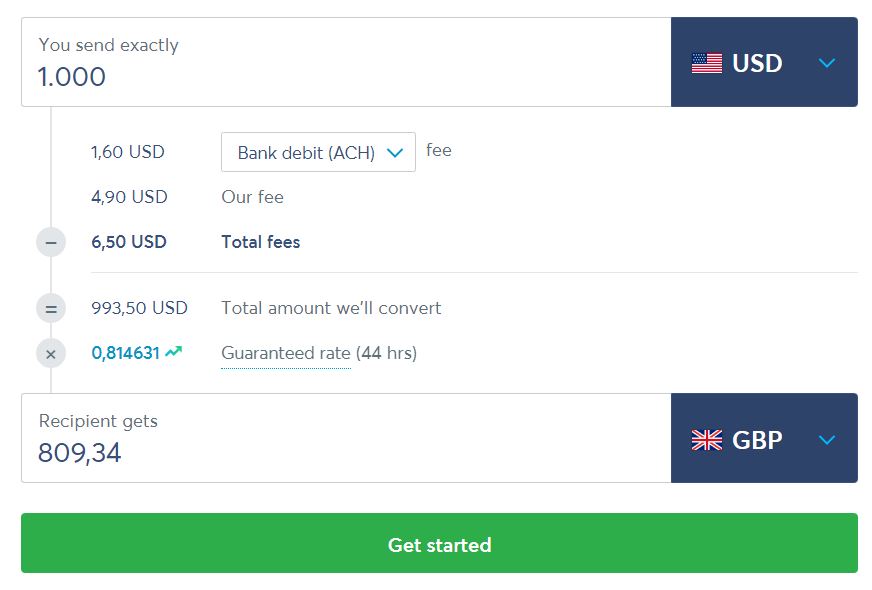 You send exactly
1.000
USD
1,60 USD Bank debit (ACH) fee
4,90 USD Our fee
− 6,50 USD Total fees
= 993,50 USD Total amount we'll convert
× 0,814631 Guaranteed rate (44 hrs)
Recipient gets
809,34
GBP
Get started